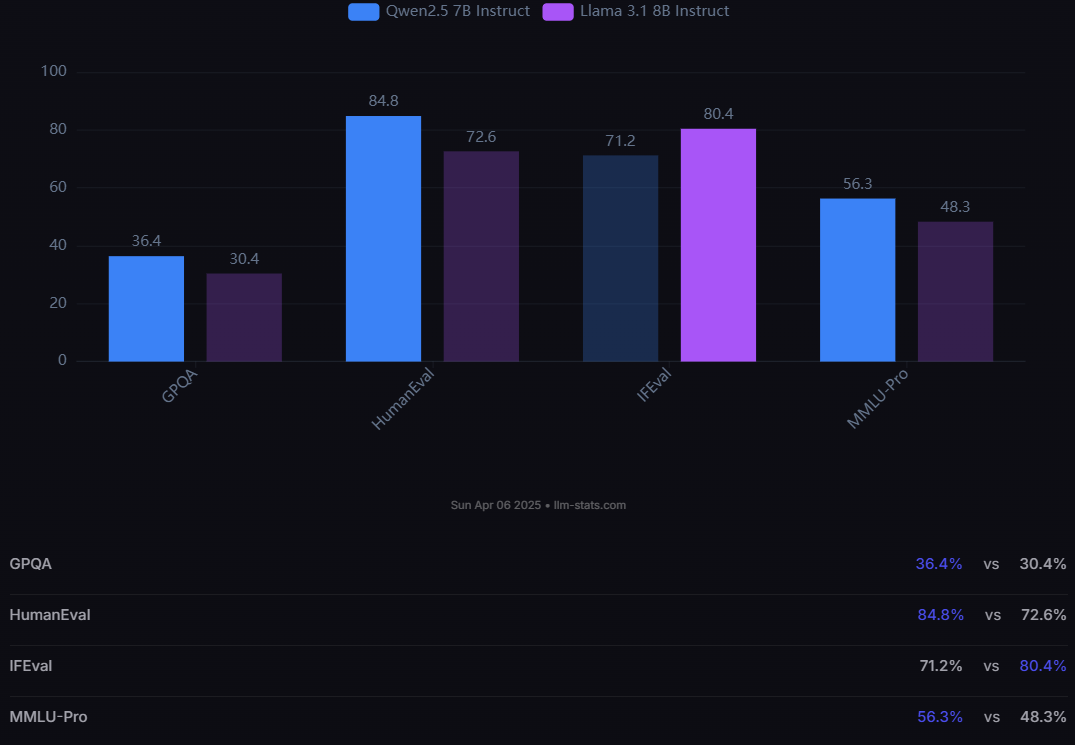 Qwen2.5 7B Instruct Llama 3.1 8B Instruct
100
80
60
40
20
0
36.4
30.4
84.8
72.6
71.2
80.4
56.3
48.3
GPQA
HumanEval
IFEval
MMLU-Pro
Sun Apr 06 2025 • llm-stats.com
GPQA 36.4% vs 30.4%
HumanEval 84.8% vs 72.6%
IFEval 71.2% vs 80.4%
MMLU-Pro 56.3% vs 48.3%